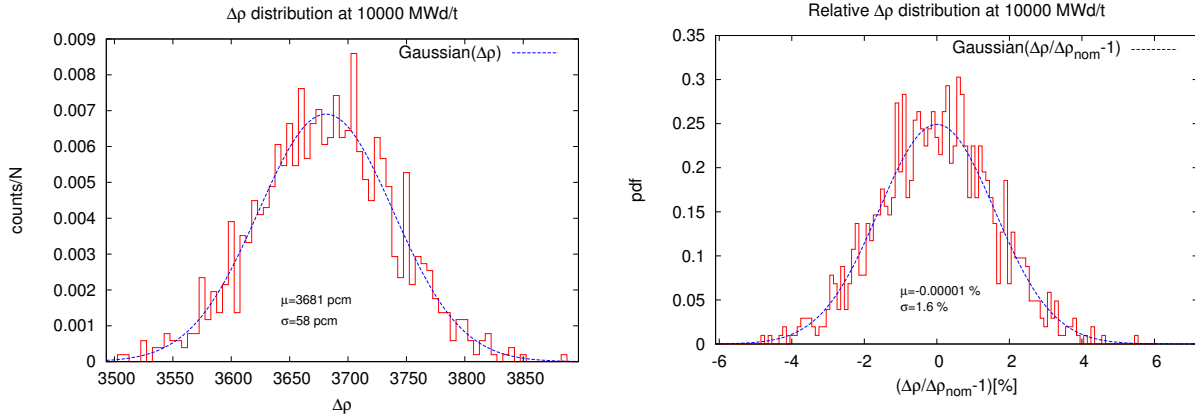 Δρ distribution at 10000 MWd/t
0.009
0.008
0.007
0.006
0.005
0.004
0.003
0.002
0.001
0
counts/N
Gaussian(Δρ)
μ=3681 pcm
σ=58 pcm
3500 3550 3600 3650 3700 3750 3800 3850
Δρ
Relative Δρ distribution at 10000 MWd/t
0.35
0.3
0.25
0.2
0.15
0.1
0.05
0
pdf
Gaussian(Δρ/Δρnom-1)
μ=-0.00001 %
σ=1.6 %
-6 -4 -2 0 2 4 6
(Δρ/Δρnom-1)[%]